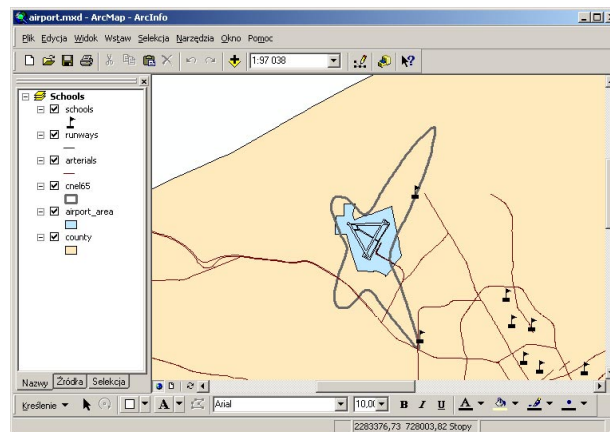 airport.mxd - ArcMap - ArcInfo
Plik Edycja Widok Wstaw Selekcja Narzędzia Okno Pomoc
1:97 038
Schools
schools
runways
arterials
cnel65
airport_area
county
Nazwy Źródła Selekcja
Kreślenie A Arial 10,0 B I U A
2283376,73 728003,82 Stopy